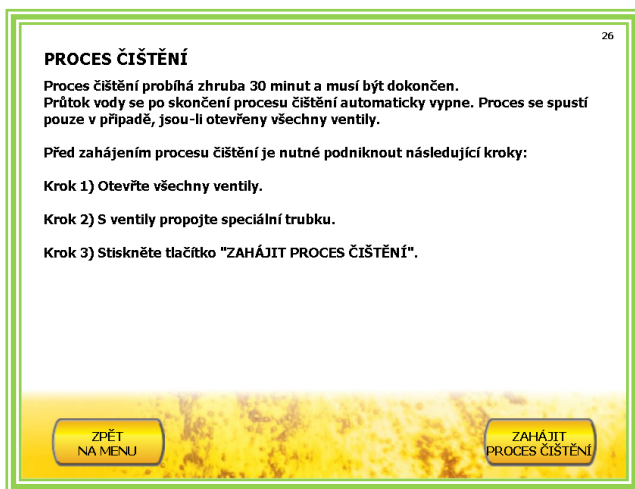 26
PROCES ČIŠTĚNÍ
Proces čištění probíhá zhruba 30 minut a musí být dokončen.
Průtok vody se po skončení procesu čištění automaticky vypne. Proces se spustí
pouze v připadě, jsou-li otevřeny všechny ventily.
Před zahájením procesu čištění je nutné podniknout následující kroky:
Krok 1) Otevřte všechny ventily.
Krok 2) S ventily propojte speciální trubku.
Krok 3) Stiskněte tlačítko "ZAHÁJIT PROCES ČIŠTĚNÍ".
ZPĚT
NA MENU
ZAHÁJIT
PROCES ČIŠTĚNÍ